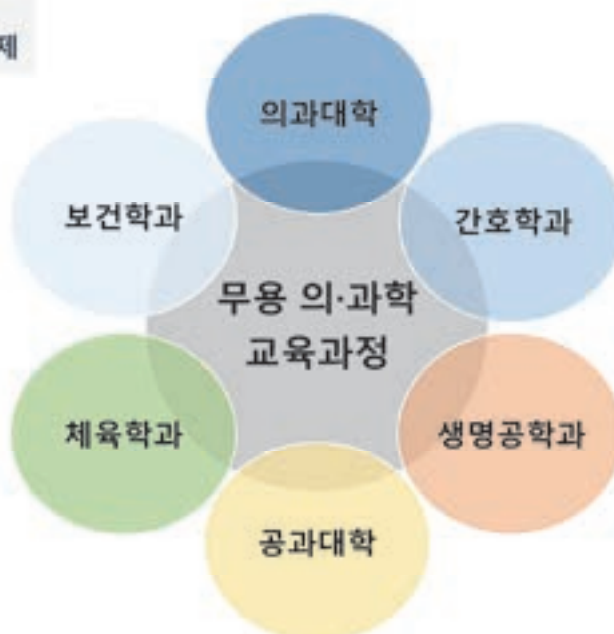 제
의과대학
보건학과
간호학과
무용 의·과학
교육과정
체육학과
생명공학과
공과대학